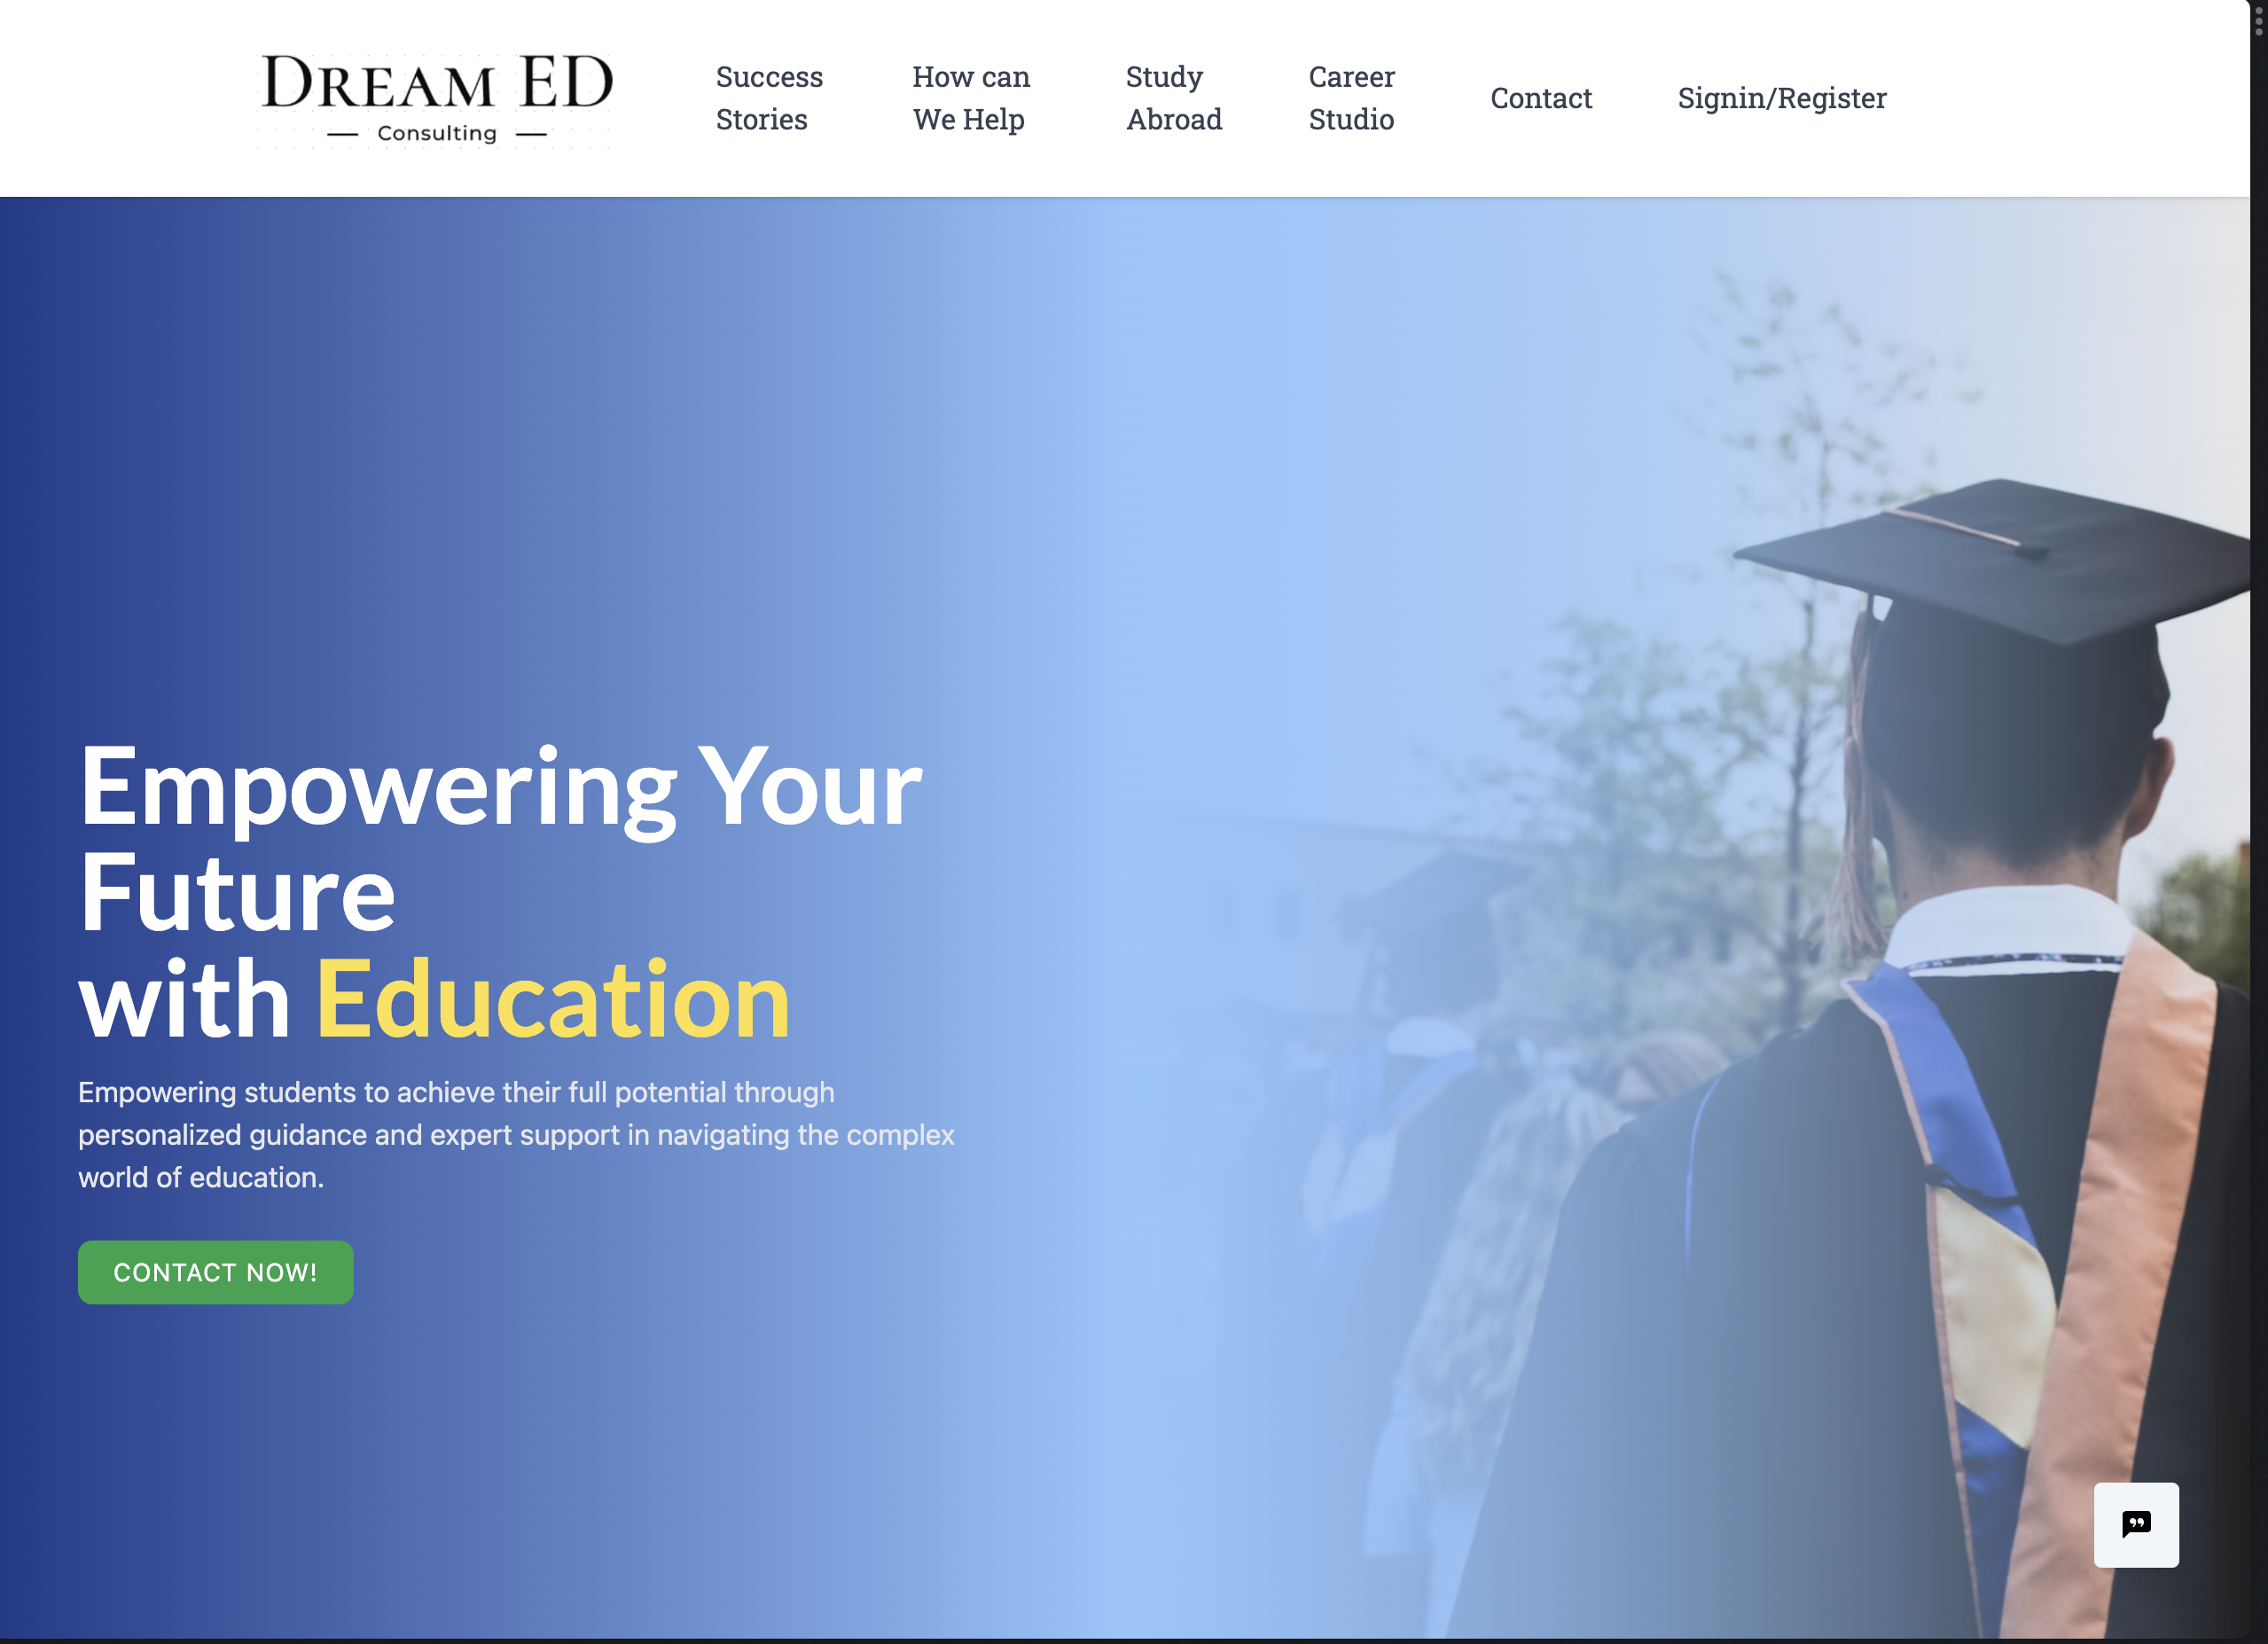 DREAM ED
Consulting
Success
Stories
How can
We Help
Study
Abroad
Career
Studio
Contact
Signin/Register
Empowering Your
Future
with Education
Empowering students to achieve their full potential through
personalized guidance and expert support in navigating the complex
world of education.
CONTACT NOW!